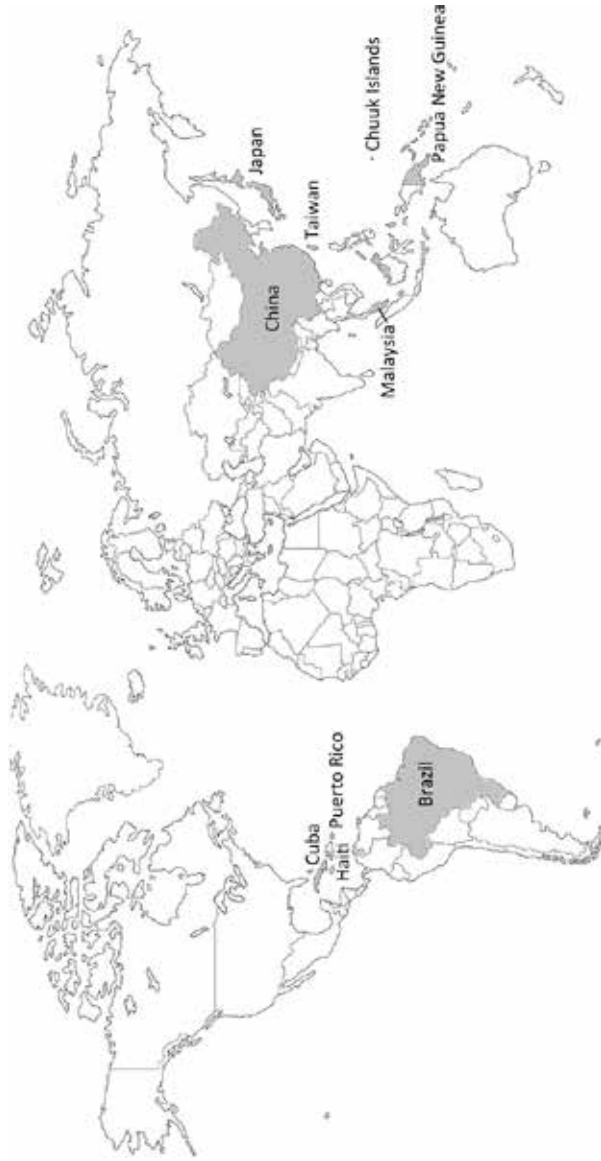 Cuba
Haiti
Puerto Rico
Brazil
China
Japan
Taiwan
Malaysia
Chuuk Islands
Papua New Guinea